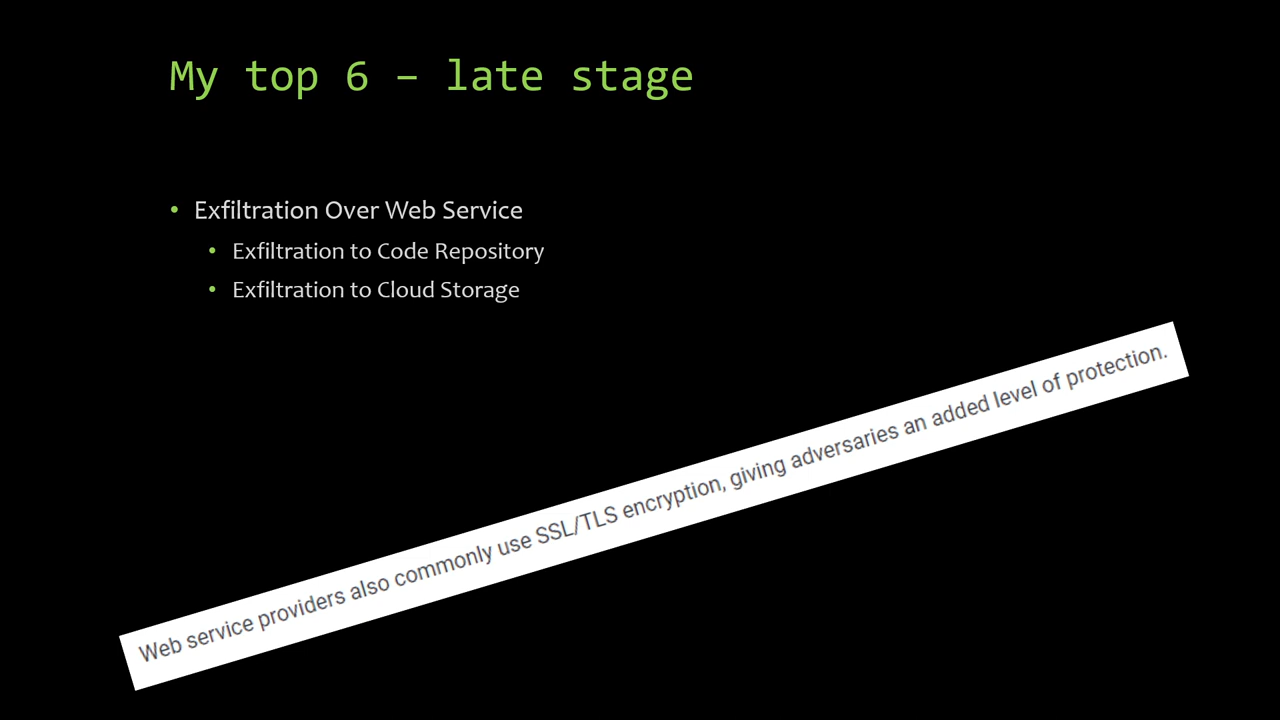 My top 6 – late stage
• Exfiltration Over Web Service
• Exfiltration to Code Repository
• Exfiltration to Cloud Storage
Web service providers also commonly use SSL/TLS encryption, giving adversaries an added level of protection.